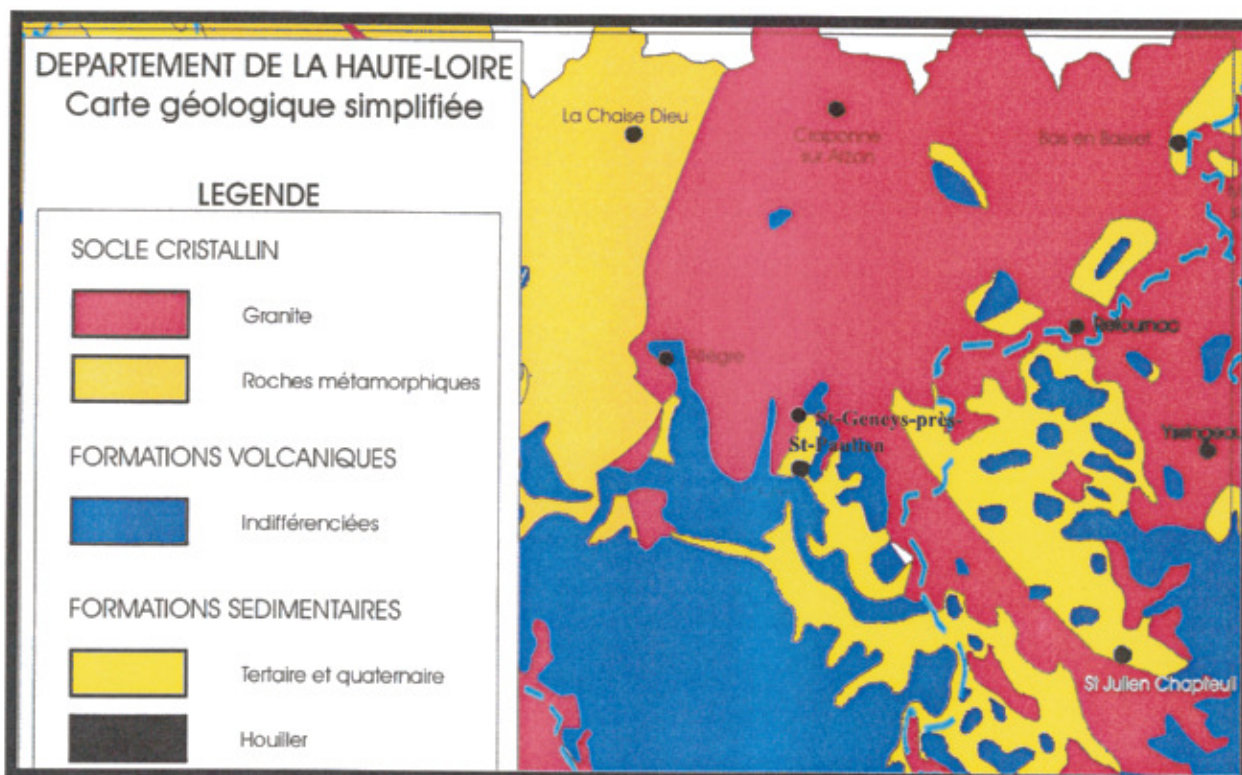 DEPARTEMENT DE LA HAUTE-LOIRE
Carte géologique simplifiée
LEGENDE
SOCLE CRISTALLIN
Granite
Roches métamorphiques
FORMATIONS VOLCANIQUES
Indifférenciées
FORMATIONS SEDIMENTAIRES
Tertaire et quaternaire
Houiller
La Chaise Dieu
Craponne
sur Arzon
Bas en Basset
Retournac
Allègre
St-Geneys-près-
St-Paulien
St Julien Chapteuil